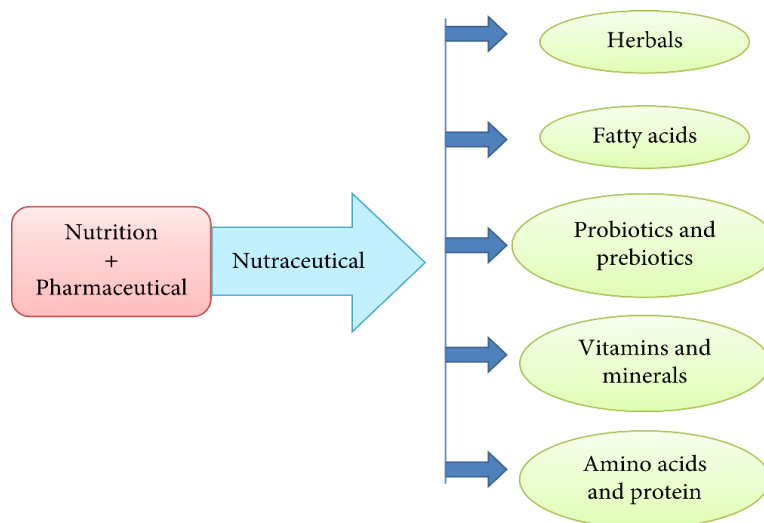 Nutrition
+
Pharmaceutical
Nutraceutical
Herbals
Fatty acids
Probiotics and
prebiotics
Vitamins and
minerals
Amino acids
and protein